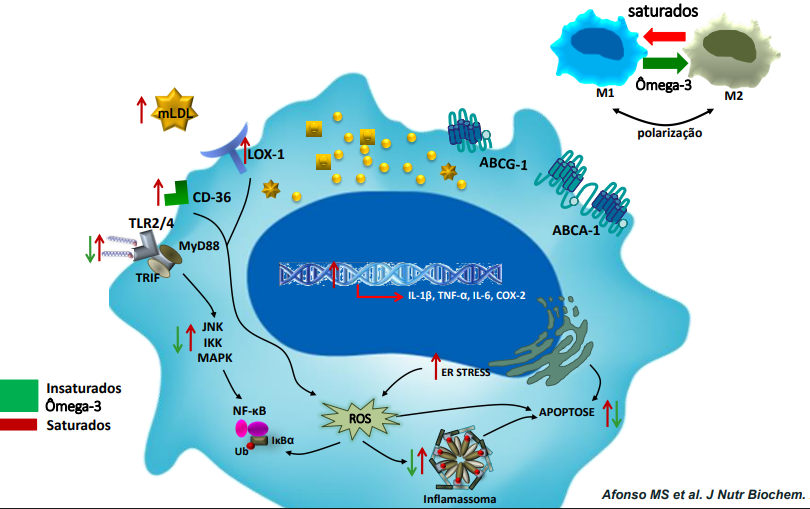 saturados
Ômega-3
M1
M2
polarização
mLDL
LOX-1
CD-36
TLR2/4
MyD88
TRIF
ABCG-1
ABCA-1
IL-1β, TNF-α, IL-6, COX-2
JNK
IKK
MAPK
ER STRESS
Insaturados
Ômega-3
Saturados
NF-κB
IκBα
Ub
ROS
APOPTOSE
Inflamassoma
Afonso MS et al. J Nutr Biochem.